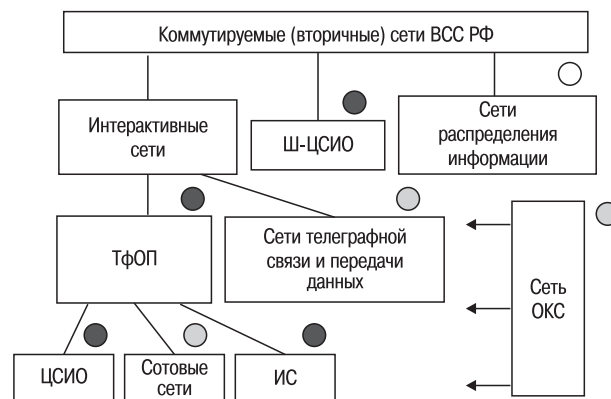 Коммутируемые (вторичные) сети ВСС РФ
Интерактивные
сети
Ш-ЦСИО
Сети
распределения
информации
ТфОП
Сети телеграфной
связи и передачи
данных
Сеть
ОКС
ЦСИО
Сотовые
сети
ИС